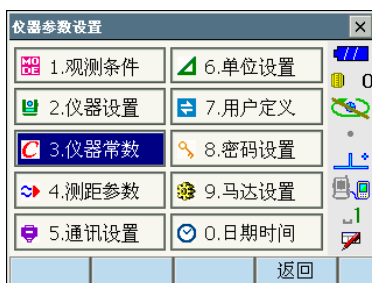 仪器参数设置
1.观测条件 6.单位设置
0
2.仪器设置 7.用户定义
3.仪器常数 8.密码设置
4.测距参数 9.马达设置
5.通讯设置 0.日期时间
1
返回